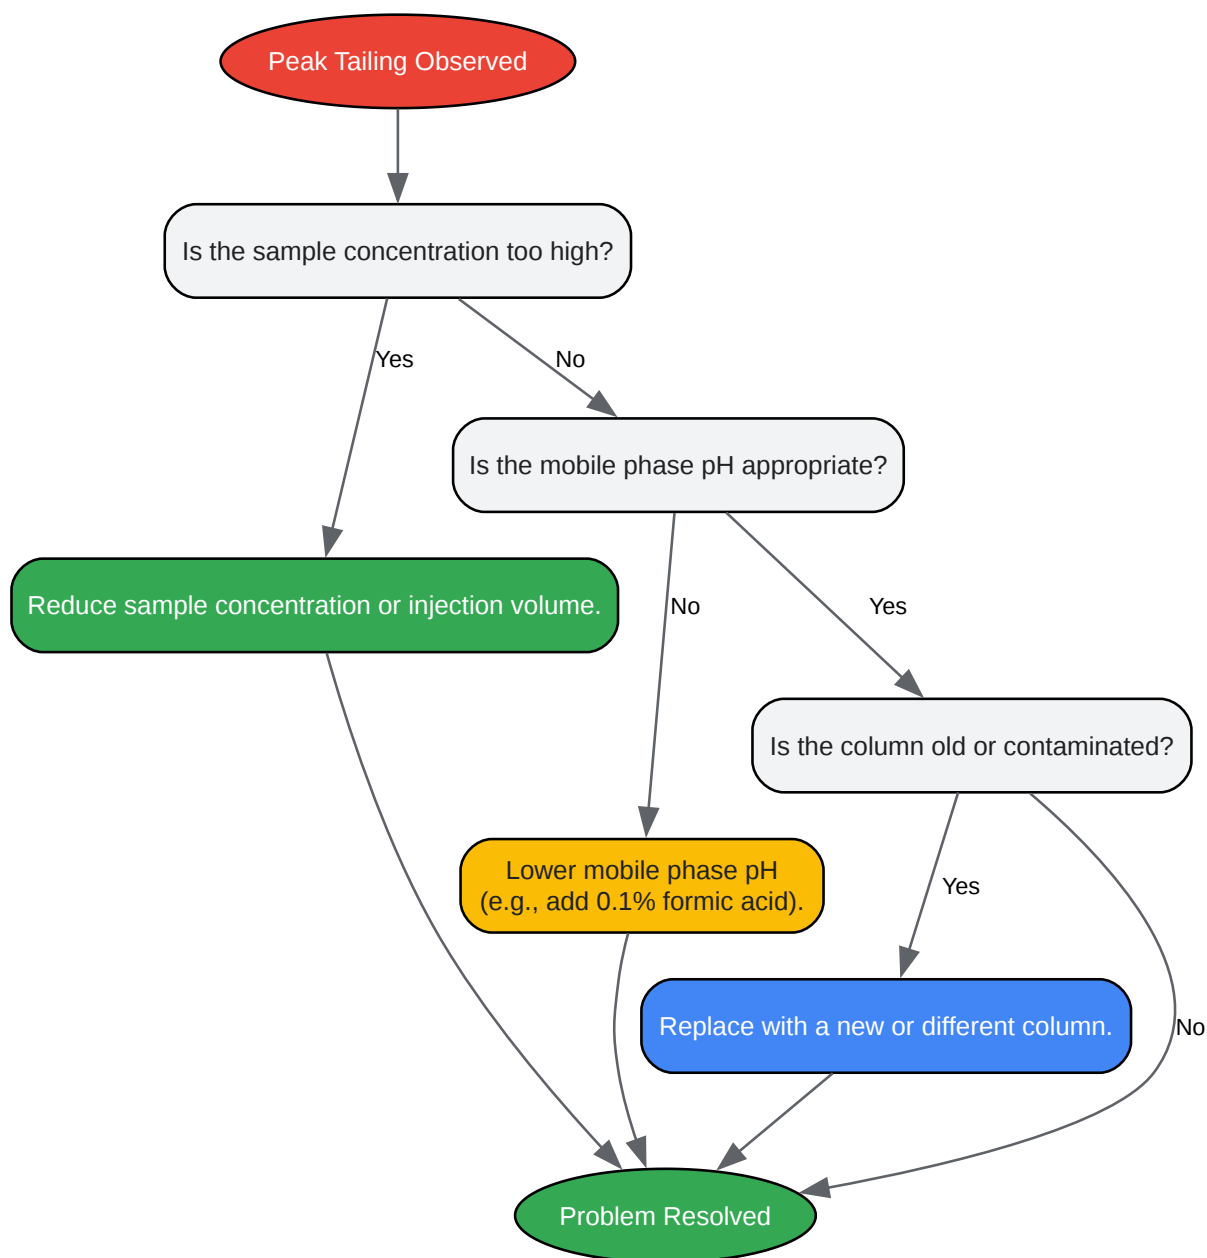 Peak Tailing Observed
Is the sample concentration too high?
Yes
No
Is the mobile phase pH appropriate?
Reduce sample concentration or injection volume.
No
Yes
Is the column old or contaminated?
Lower mobile phase pH
(e.g., add 0.1% formic acid).
Yes
Replace with a new or different column.
No
Problem Resolved